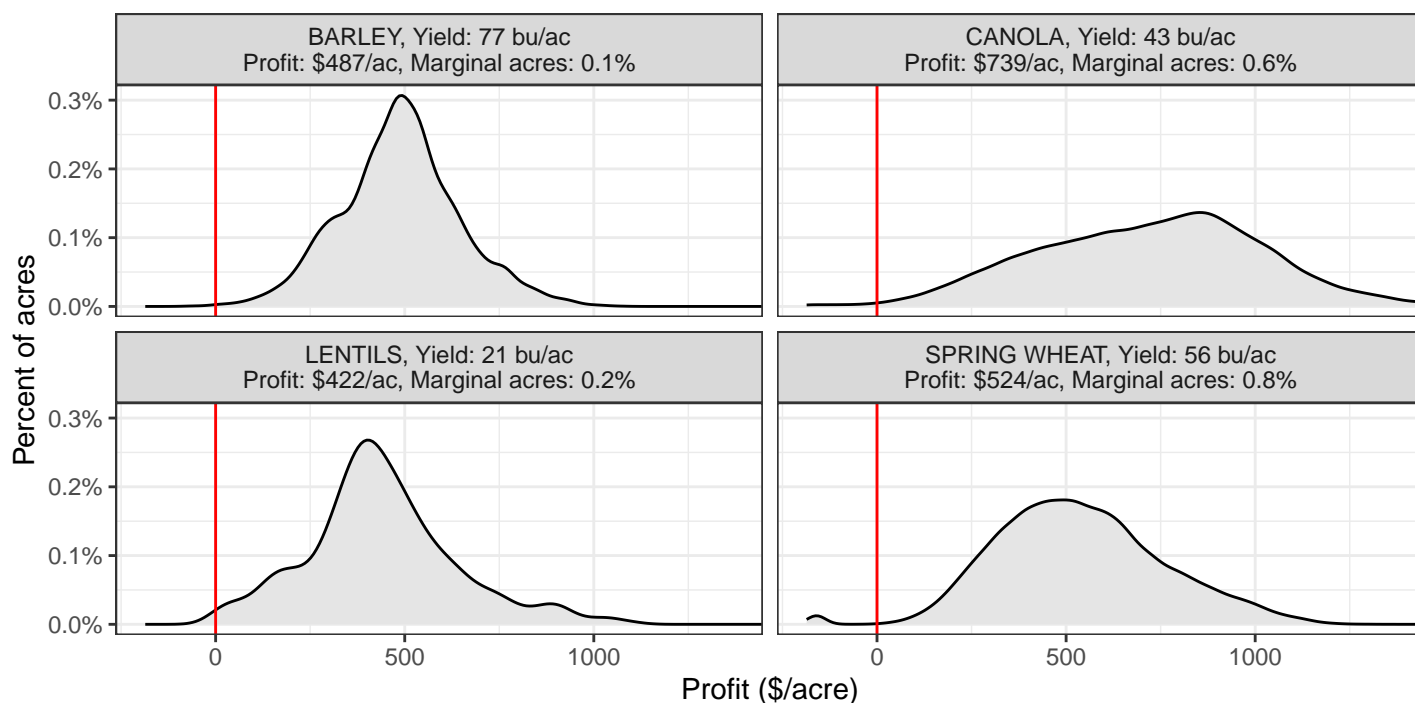 BARLEY, Yield: 77 bu/ac
Profit: $487/ac, Marginal acres: 0.1%
CANOLA, Yield: 43 bu/ac
Profit: $739/ac, Marginal acres: 0.6%
0.3%
0.2%
0.1%
0.0%
LENTILS, Yield: 21 bu/ac
Profit: $422/ac, Marginal acres: 0.2%
SPRING WHEAT, Yield: 56 bu/ac
Profit: $524/ac, Marginal acres: 0.8%
0.3%
0.2%
0.1%
0.0%
Percent of acres
0 500 1000
0 500 1000
Profit ($/acre)